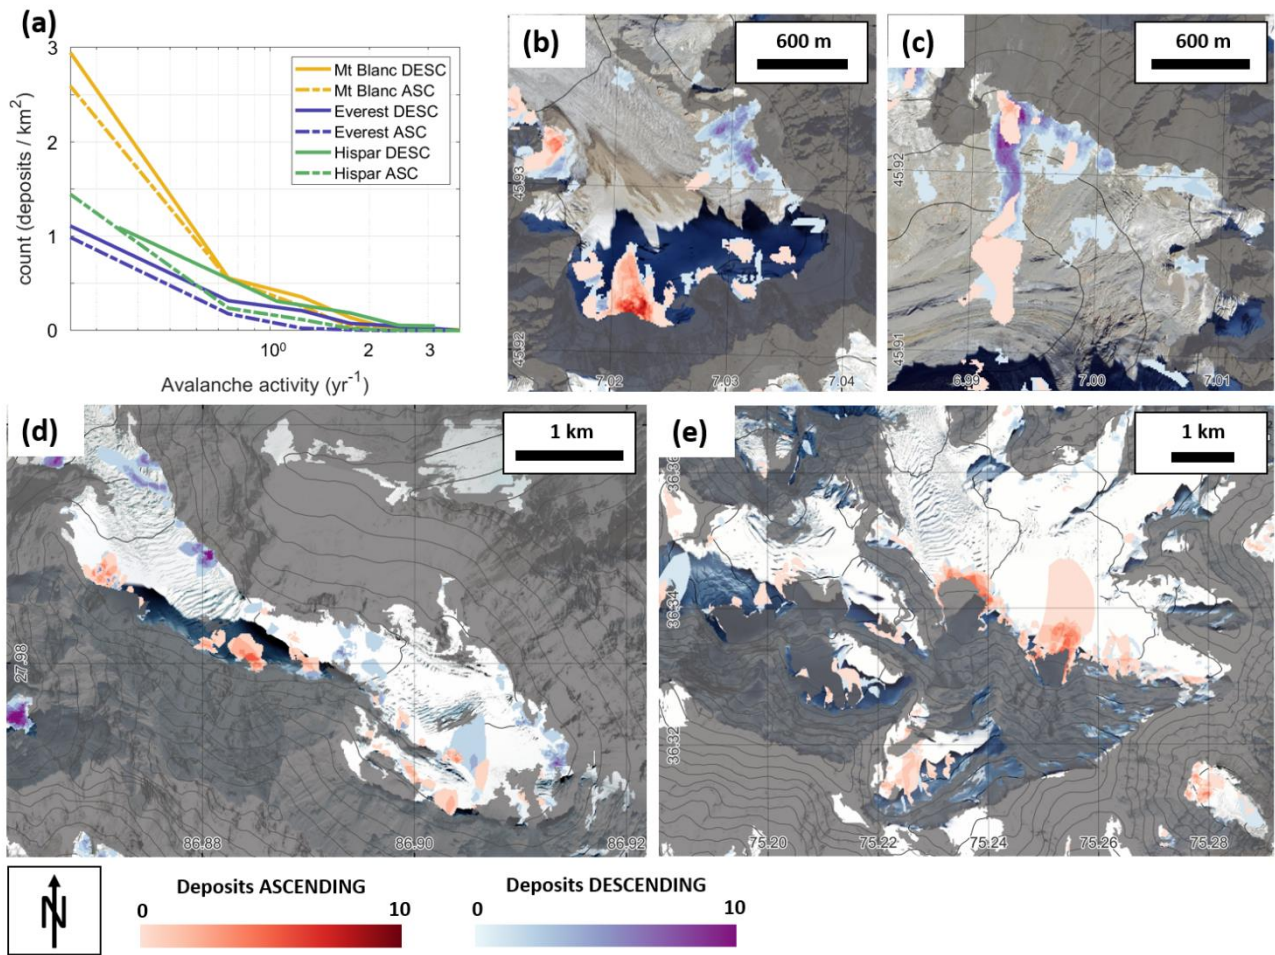 (a)
count (deposits / km2)
3
2
1
0
Mt Blanc DESC
Mt Blanc ASC
Everest DESC
Everest ASC
Hispar DESC
Hispar ASC
10⁰
2
3
Avalanche activity (yr⁻¹)
(b)
600 m
45.93
45.92
7.02
7.03
7.04
(c)
600 m
45.92
45.91
6.99
7.00
7.01
(d)
1 km
27.98
86.88
86.90
86.92
(e)
1 km
36.36
36.34
36.32
75.20
75.22
75.24
75.26
75.28
N
Deposits ASCENDING
0
10
Deposits DESCENDING
0
10